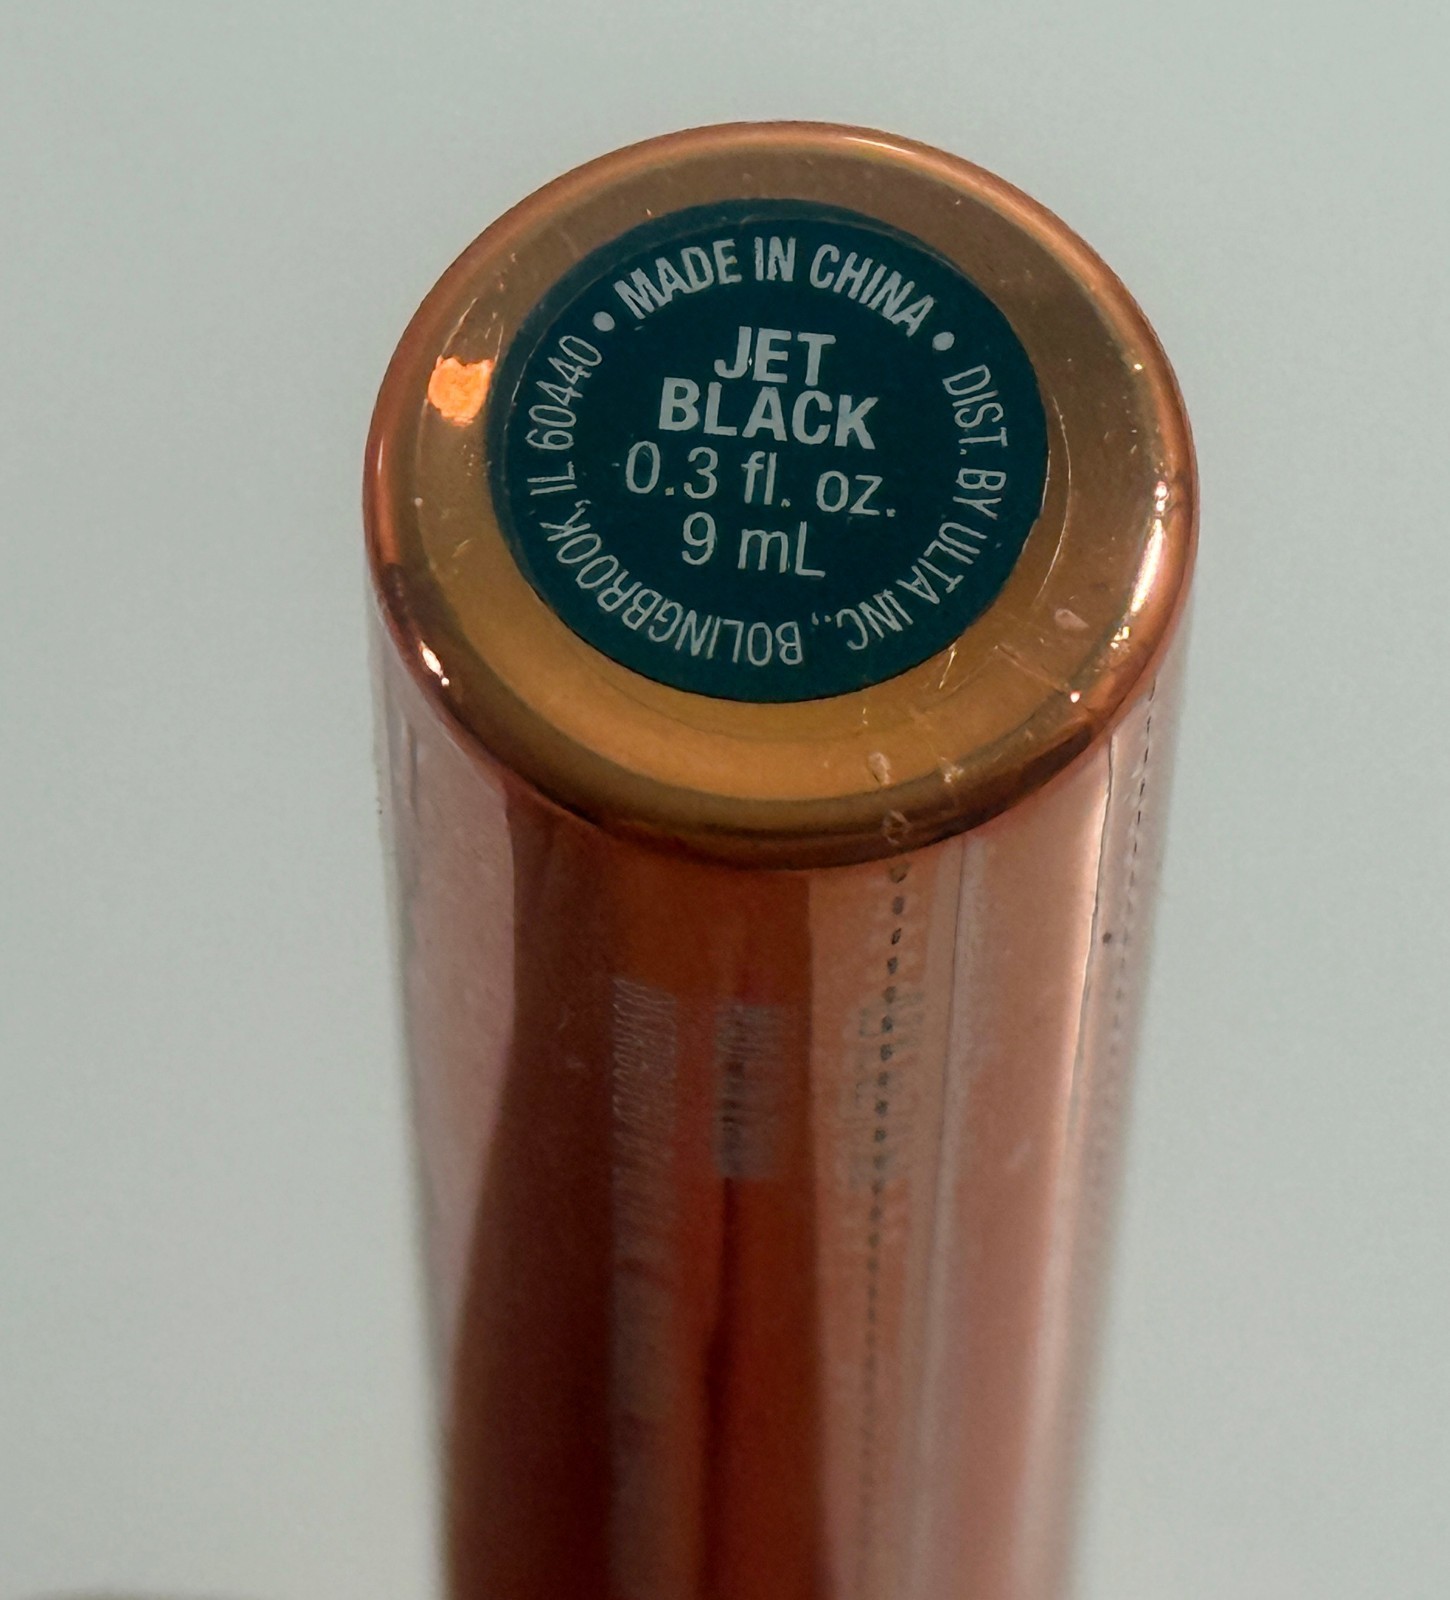 • MADE IN CHINA • DIST. BY ULTA INC., BOLINGBROOK, IL 60440
JET
BLACK
0.3 fl. oz.
9 mL